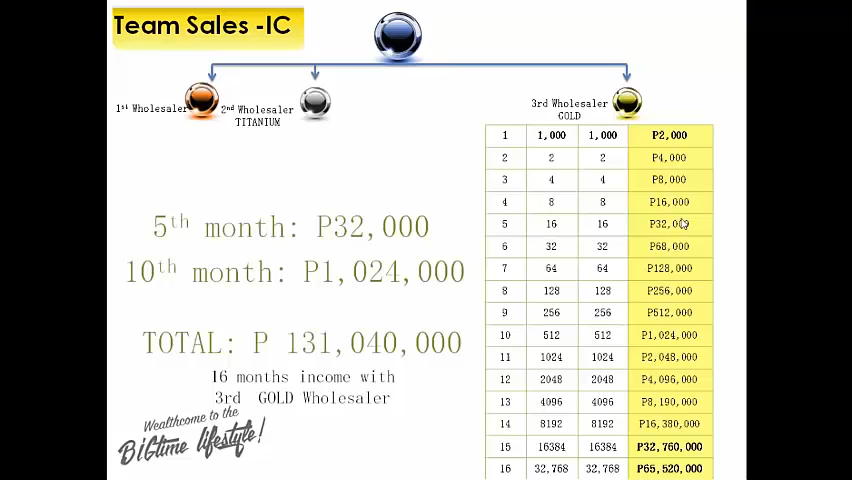 Team Sales -IC
1st Wholesaler
2nd Wholesaler
TITANIUM
3rd Wholesaler
GOLD
1 1,000 1,000 P2,000
2 2 2 P4,000
3 4 4 P8,000
4 8 8 P16,000
5 16 16 P32,000
6 32 32 P68,000
7 64 64 P128,000
8 128 128 P256,000
9 256 256 P512,000
10 512 512 P1,024,000
11 1024 1024 P2,048,000
12 2048 2048 P4,096,000
13 4096 4096 P8,190,000
14 8192 8192 P16,380,000
15 16384 16384 P32,760,000
16 32,768 32,768 P65,520,000
5th month: P32,000
10th month: P1,024,000
TOTAL: P 131,040,000
16 months income with
3rd GOLD Wholesaler
Wealthcome to the
BiGtime lifestyle!